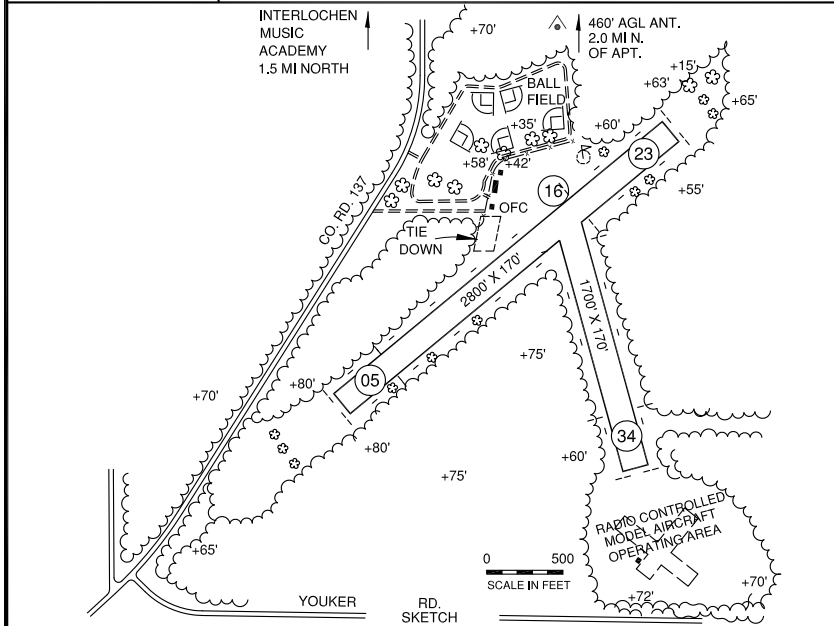 INTERLOCHEN
MUSIC
ACADEMY
1.5 MI NORTH
+70'
460' AGL ANT.
2.0 MI N.
OF APT.
+15'
+63'
+65'
BALL
FIELD
+35'
+60'
23
+58'
+42'
16
+55'
OFC
CO. RD. 137
TIE
DOWN
2800' X 170'
1700' X 170'
+75'
+70'
+80'
05
+80'
34
+75'
+60'
RADIO CONTROLLED
MODEL AIRCRAFT
OPERATING AREA
+65'
0 500
SCALE IN FEET
+70'
+72'
YOUKER RD.
SKETCH